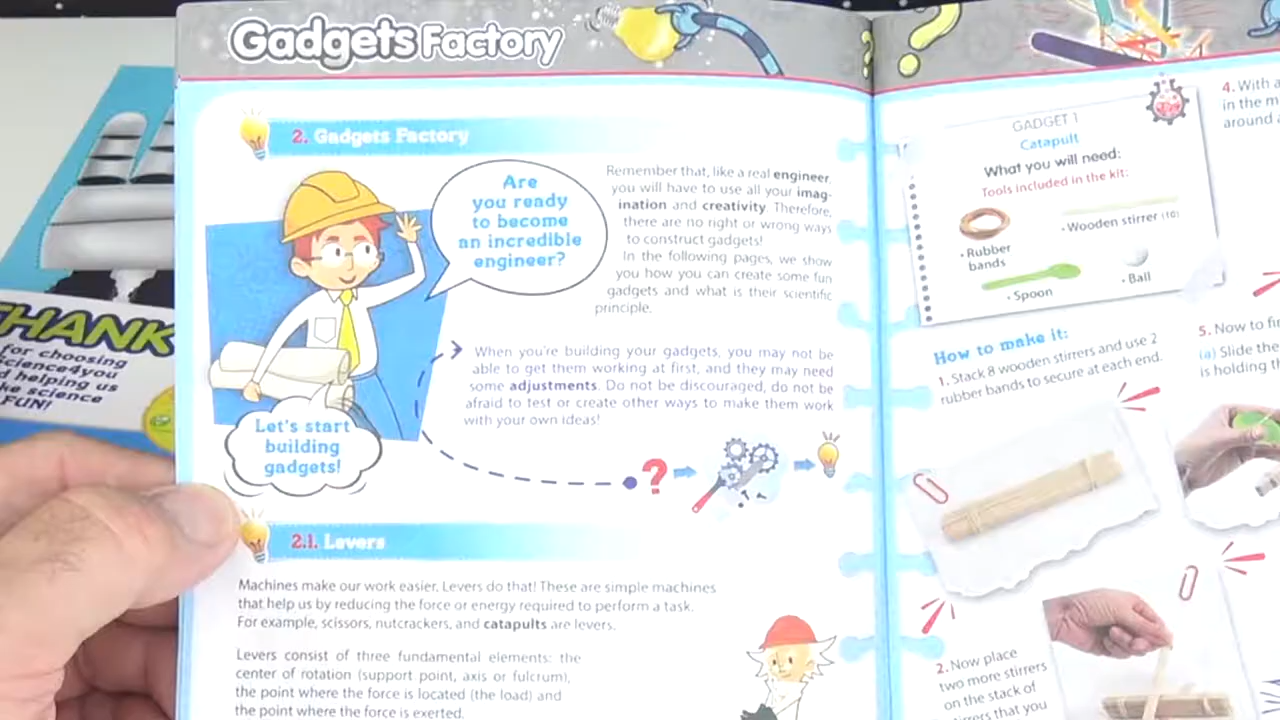 Gadgets Factory
2. Gadgets Factory
Are
you ready
to become
an incredible
engineer?
Remember that, like a real engineer,
you will have to use all your imag-
ination and creativity. Therefore,
there are no right or wrong ways
to construct gadgets!
In the following pages, we show
you how you can create some fun
gadgets and what is their scientific
principle.
When you're building your gadgets, you may not be
able to get them working at first, and they may need
some adjustments. Do not be discouraged, do not be
afraid to test or create other ways to make them work
with your own ideas!
Let's start
building
gadgets!
?
2.1. Levers
Machines make our work easier. Levers do that! These are simple machines
that help us by reducing the force or energy required to perform a task.
For example, scissors, nutcrackers, and catapults are levers.
Levers consist of three fundamental elements: the
center of rotation (support point, axis or fulcrum),
the point where the force is located (the load) and
the point where the force is exerted.
THANK
for choosing
Science4you
helping us
science
FUN!
GADGET 1
Catapult
What you will need:
Tools included in the kit:
• Rubber
bands
• Wooden stirrer (10)
• Spoon
• Ball
How to make it:
1. Stack 8 wooden stirrers and use 2
rubber bands to secure at each end.
2. Now place
two more stirrers
on the stack of
stirrers that you
4. With a
in the m
around a
5. Now to fi
(a) Slide the
is holding th